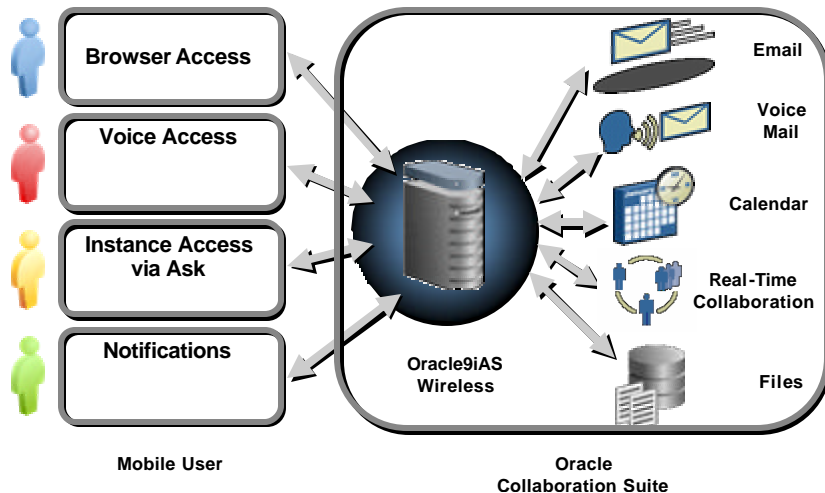 Browser Access
Voice Access
Instance Access
via Ask
Notifications
Mobile User
Oracle9iAS
Wireless
Email
Voice
Mail
Calendar
Real-Time
Collaboration
Files
Oracle
Collaboration Suite